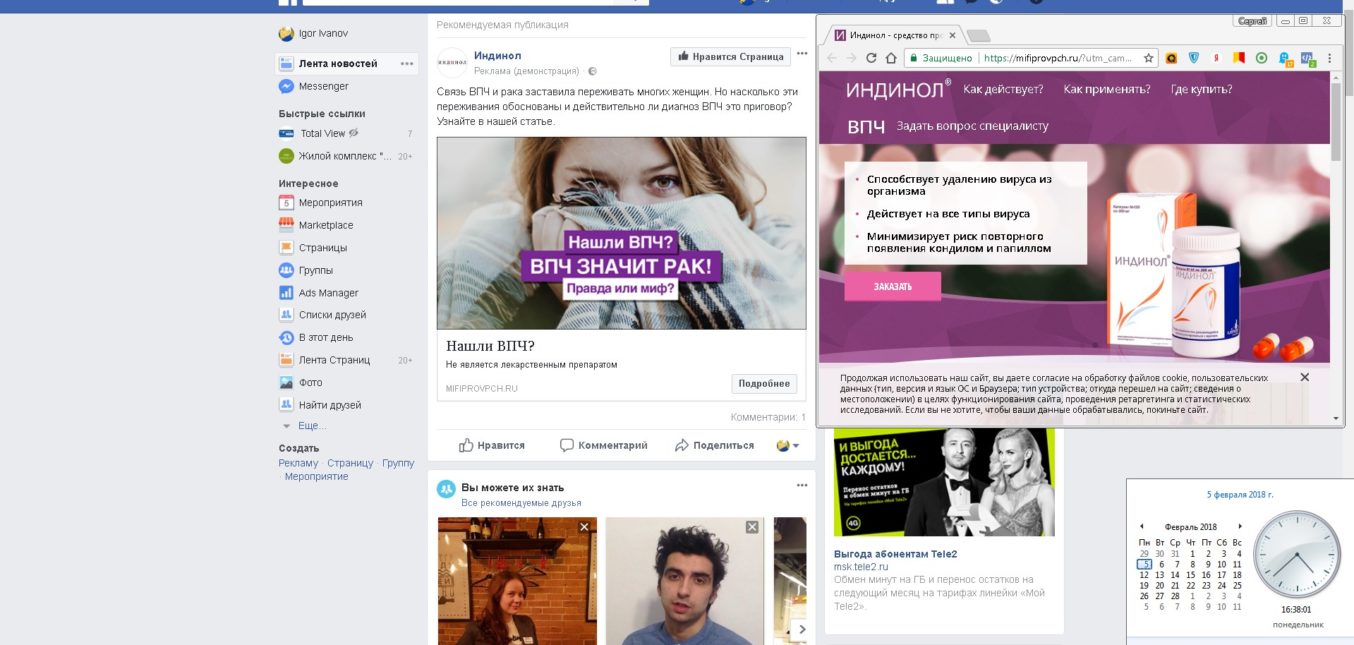 Рекомендуемая публикация
Igor Ivanov
Лента новостей
Messenger
Быстрые ссылки
Total View 7
Жилой комплекс "... 20+
Интересное
5 Мероприятия
Marketplace
Страницы
Группы
Ads Manager
Списки друзей
В этот день
Лента Страниц 20+
Фото
Найти друзей
Еще...
Создать
Рекламу · Страницу · Группу
· Мероприятие
индинол
Индинол
Реклама (демонстрация) ·
Нравится Страница
Связь ВПЧ и рака заставила переживать многих женщин. Но насколько эти
переживания обоснованы и действительно ли диагноз ВПЧ это приговор?
Узнайте в нашей статье.
Нашли ВПЧ?
ВПЧ ЗНАЧИТ РАК!
Правда или миф?
Нашли ВПЧ?
Не является лекарственным препаратом
MIFIPROVPCH.RU
Подробнее
Комментарии: 1
Нравится Комментарий Поделиться
Вы можете их знать
Все рекомендуемые друзья
Сергей
Индинол - средство пр
Защищено https://mifiprovpch.ru/?utm_cam...
ИНДИНОЛ® Как действует? Как применять? Где купить?
ВПЧ Задать вопрос специалисту
• Способствует удалению вируса из
организма
• Действует на все типы вируса
• Минимизирует риск повторного
появления кондилом и папиллом
ЗАКАЗАТЬ
ИНДИНОЛ®
ИНДИНОЛ
Продолжая использовать наш сайт, вы даете согласие на обработку файлов cookie, пользовательских
данных (тип, версия и язык ОС и Браузера; тип устройства; откуда перешел на сайт; сведения о
местоположении) в целях функционирования сайта, проведения ретаргетинга и статистических
исследований. Если вы не хотите, чтобы ваши данные обрабатывались, покиньте сайт.
И ВЫГОДА
ДОСТАЕТСЯ...
КАЖДОМУ!
Перенос остатков
и обмен минут на ГБ
На тарифах линейки «Мой Tele2»
4G
Выгода абонентам Tele2
msk.tele2.ru
Обмен минут на ГБ и перенос остатков на
следующий месяц на тарифах линейки «Мой
Tele2».
5 февраля 2018 г.
Февраль 2018
Пн Вт Ср Чт Пт Сб Вс
29 30 31 1 2 3 4
5 6 7 8 9 10 11
12 13 14 15 16 17 18
19 20 21 22 23 24 25
26 27 28 1 2 3 4
5 6 7 8 9 10 11
16:38:01
понедельник